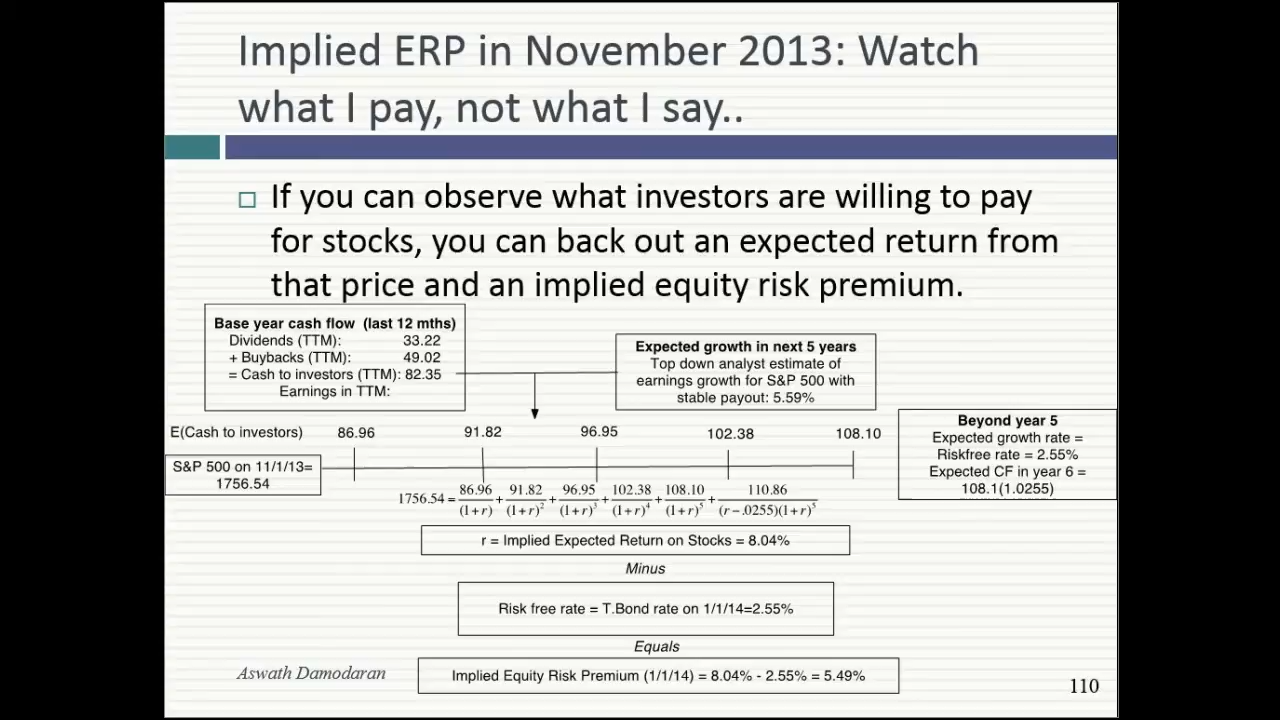 Implied ERP in November 2013: Watch
what I pay, not what I say..
If you can observe what investors are willing to pay
for stocks, you can back out an expected return from
that price and an implied equity risk premium.
Base year cash flow (last 12 mths)
Dividends (TTM): 33.22
+ Buybacks (TTM): 49.02
= Cash to investors (TTM): 82.35
Earnings in TTM:
Expected growth in next 5 years
Top down analyst estimate of
earnings growth for S&P 500 with
stable payout: 5.59%
E(Cash to investors) 86.96 91.82 96.95 102.38 108.10
Beyond year 5
Expected growth rate =
Riskfree rate = 2.55%
Expected CF in year 6 =
108.1(1.0255)
S&P 500 on 11/1/13=
1756.54
1756.54 = 86.96/(1+r) + 91.82/(1+r)² + 96.95/(1+r)³ + 102.38/(1+r)⁴ + 108.10/(1+r)⁵ + 110.86/(r−.0255)(1+r)⁵
r = Implied Expected Return on Stocks = 8.04%
Minus
Risk free rate = T.Bond rate on 1/1/14=2.55%
Equals
Implied Equity Risk Premium (1/1/14) = 8.04% - 2.55% = 5.49%
Aswath Damodaran
110